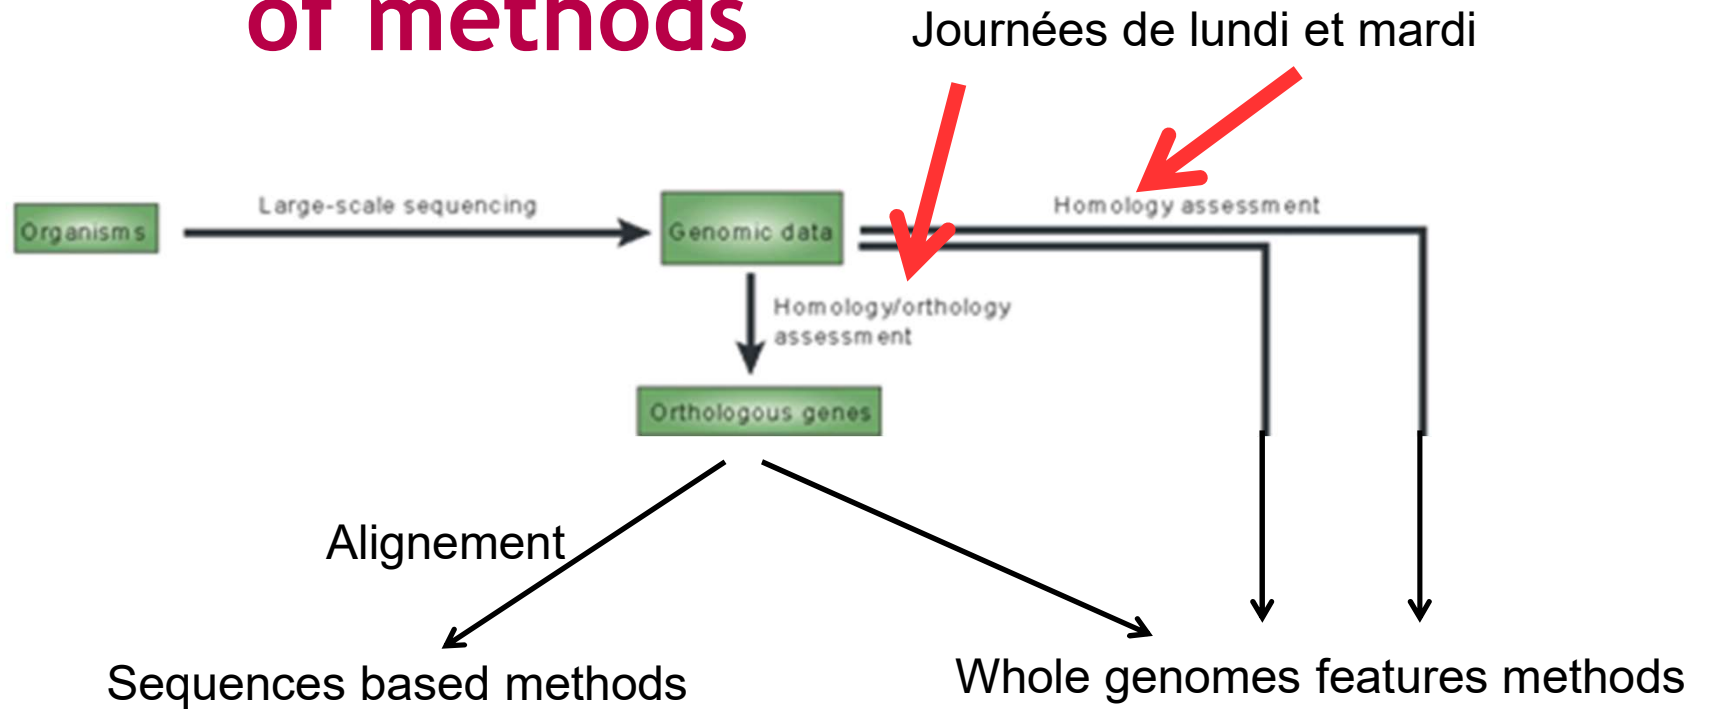 of methods
Journées de lundi et mardi
Large-scale sequencing
Homology assessment
Organisms
Genomic data
Homology/orthology
assessment
Orthologous genes
Alignement
Sequences based methods
Whole genomes features methods